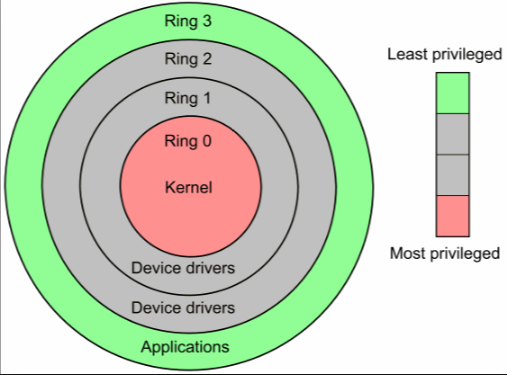 Ring 3
Ring 2
Ring 1
Ring 0
Kernel
Device drivers
Device drivers
Applications
Least privileged
Most privileged